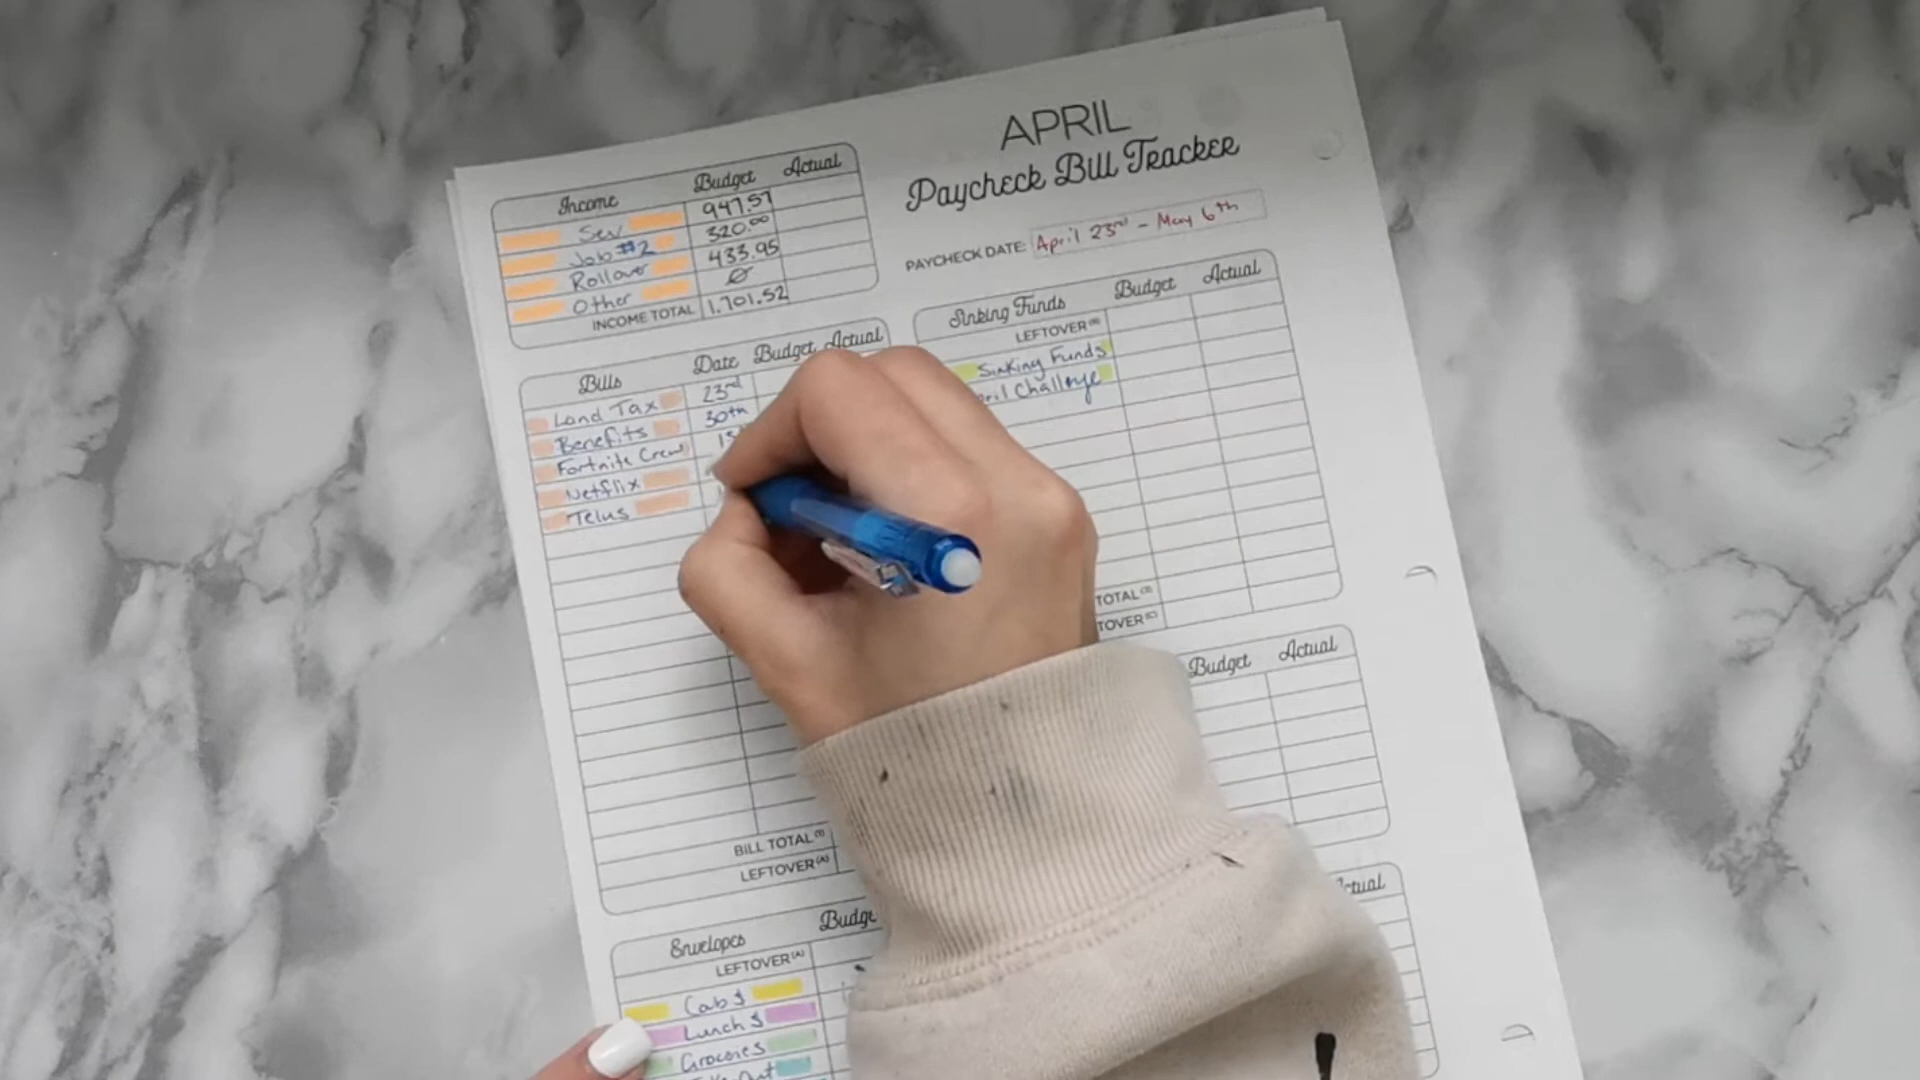 APRIL
Paycheck Bill Tracker
PAYCHECK DATE: April 23rd - May 6th
Income Budget Actual
Sev 947.57
Job #2 320.00
Rollover 433.95
Other Ø
INCOME TOTAL 1,701.52
Bills Date Budget Actual
Land Tax 23rd
Benefits 30th
Fortnite Crew
Netflix
Telus
BILL TOTAL
LEFTOVER(A)
Sinking Funds Budget Actual
LEFTOVER
Sinking Funds
Challenge
TOTAL
Budget Actual
Envelopes
LEFTOVER(A)
Cab $
Lunch $
Groceries